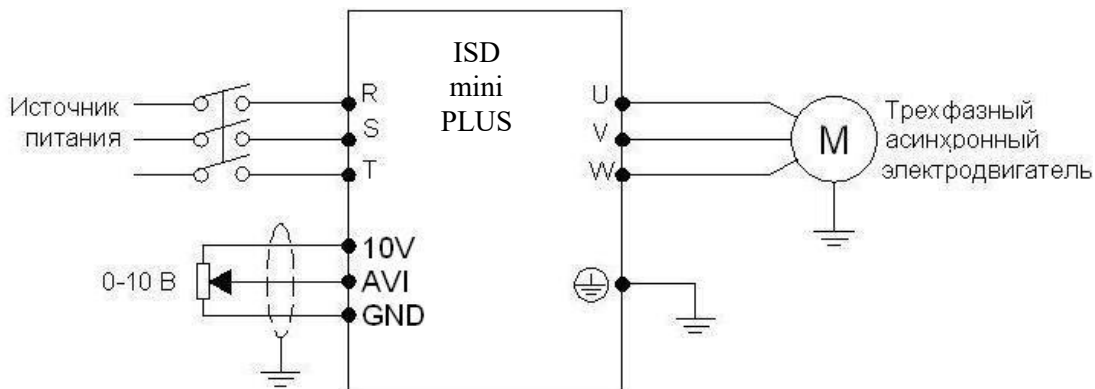 ISD
mini
PLUS
Источник
питания
R
S
T
U
V
W
M
Трехфазный
асинхронный
электродвигатель
0-10 В
10V
AVI
GND